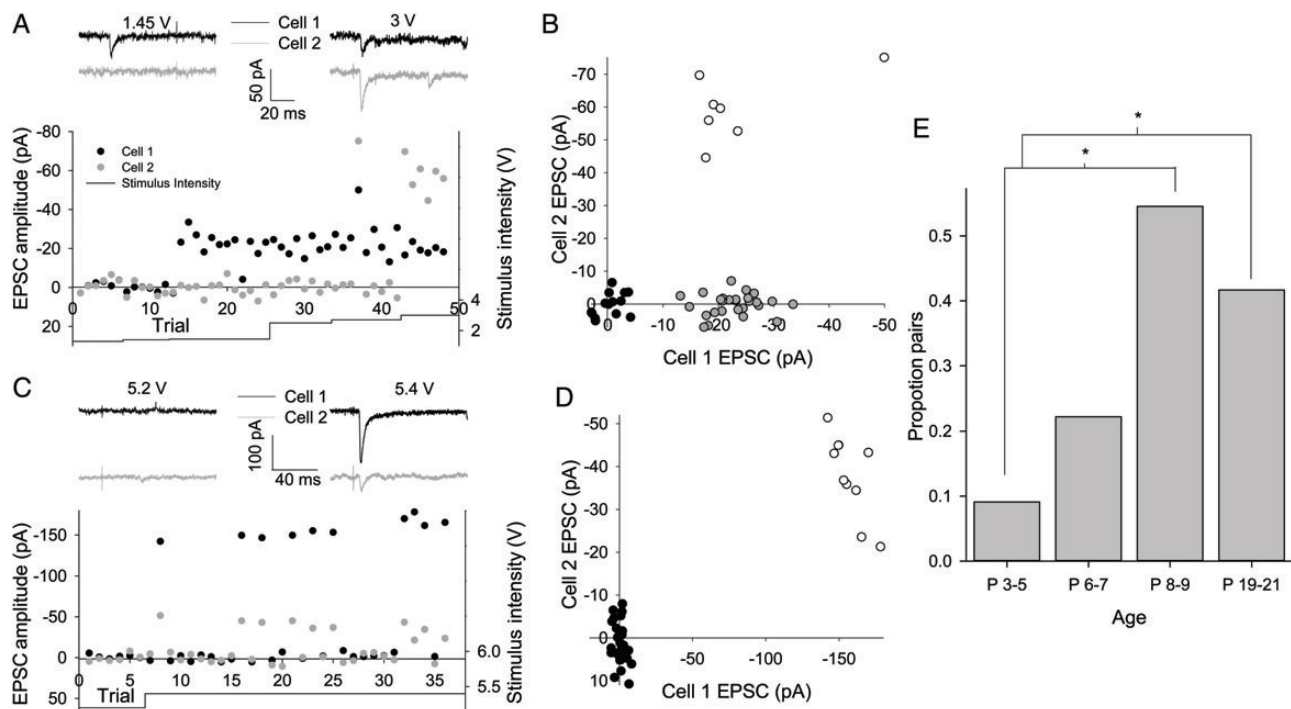 A
1.45 V
Cell 1
Cell 2
3 V
50 pA
20 ms
EPSC amplitude (pA)
-80
-60
-40
-20
0
20
Cell 1
Cell 2
Stimulus Intensity
0 10 20 30 40 50
Trial
4
2
Stimulus intensity (V)
B
Cell 2 EPSC (pA)
-70
-60
-50
-40
-30
-20
-10
0
0 -10 -20 -30 -40 -50
Cell 1 EPSC (pA)
C
5.2 V
Cell 1
Cell 2
5.4 V
100 pA
40 ms
EPSC amplitude (pA)
-150
-100
-50
0
50
0 5 10 15 20 25 30 35
Trial
6.0
5.5
Stimulus intensity (V)
D
Cell 2 EPSC (pA)
-50
-40
-30
-20
-10
0
10
-50 -100 -150
Cell 1 EPSC (pA)
E
*
*
Propotion pairs
0.5
0.4
0.3
0.2
0.1
0.0
P 3-5 P 6-7 P 8-9 P 19-21
Age